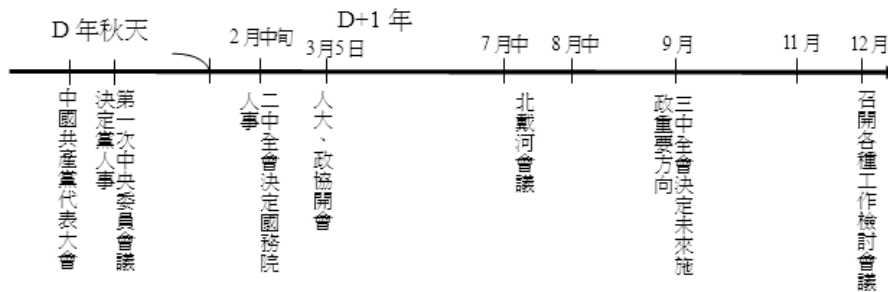 D 年秋天
D+1 年
2月中旬
3月5日
7月中
8月中
9月
11月
12月
中國共產黨代表大會
第一次中央委員會議
決定黨人事
二中全會決定國務院
人事
人大、政協開會
北戴河會議
三中全會決定未來施
政重要方向
召開各種工作檢討會議